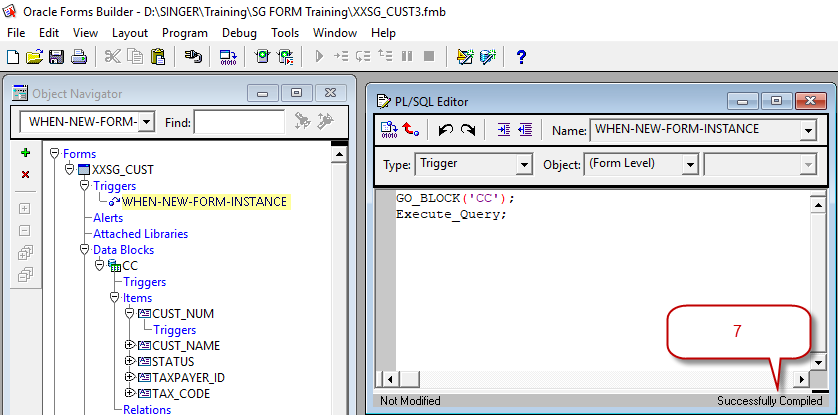 Oracle Forms Builder - D:\SINGER\Training\SG FORM Training\XXSG_CUST3.fmb
File Edit View Layout Program Debug Tools Window Help
Object Navigator
WHEN-NEW-FORM- Find:
Forms
XXSG_CUST
Triggers
WHEN-NEW-FORM-INSTANCE
Alerts
Attached Libraries
Data Blocks
CC
Triggers
Items
CUST_NUM
Triggers
CUST_NAME
STATUS
TAXPAYER_ID
TAX_CODE
Relations
PL/SQL Editor
Name: WHEN-NEW-FORM-INSTANCE
Type: Trigger Object: (Form Level)
GO_BLOCK('CC');
Execute_Query;
7
Not Modified Successfully Compiled